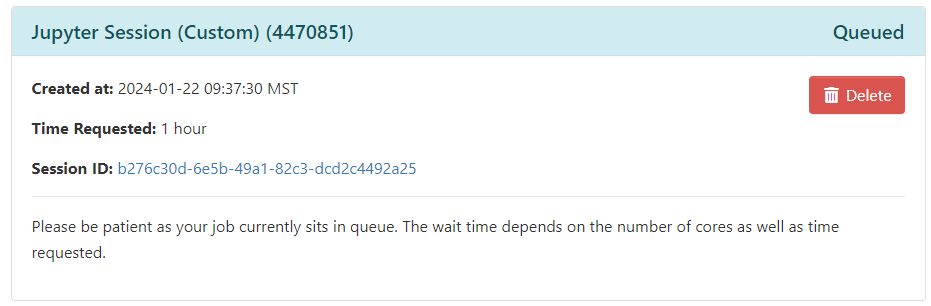 Jupyter Session (Custom) (4470851) Queued
Created at: 2024-01-22 09:37:30 MST
Delete
Time Requested: 1 hour
Session ID: b276c30d-6e5b-49a1-82c3-dcd2c4492a25
Please be patient as your job currently sits in queue. The wait time depends on the number of cores as well as time
requested.